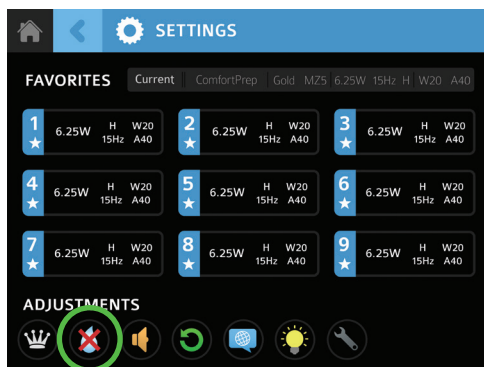 SETTINGS
FAVORITES Current ComfortPrep Gold MZ5 6.25W 15Hz H W20 A40
1 6.25W H W20
15Hz A40
2 6.25W H W20
15Hz A40
3 6.25W H W20
15Hz A40
4 6.25W H W20
15Hz A40
5 6.25W H W20
15Hz A40
6 6.25W H W20
15Hz A40
7 6.25W H W20
15Hz A40
8 6.25W H W20
15Hz A40
9 6.25W H W20
15Hz A40
ADJUSTMENTS